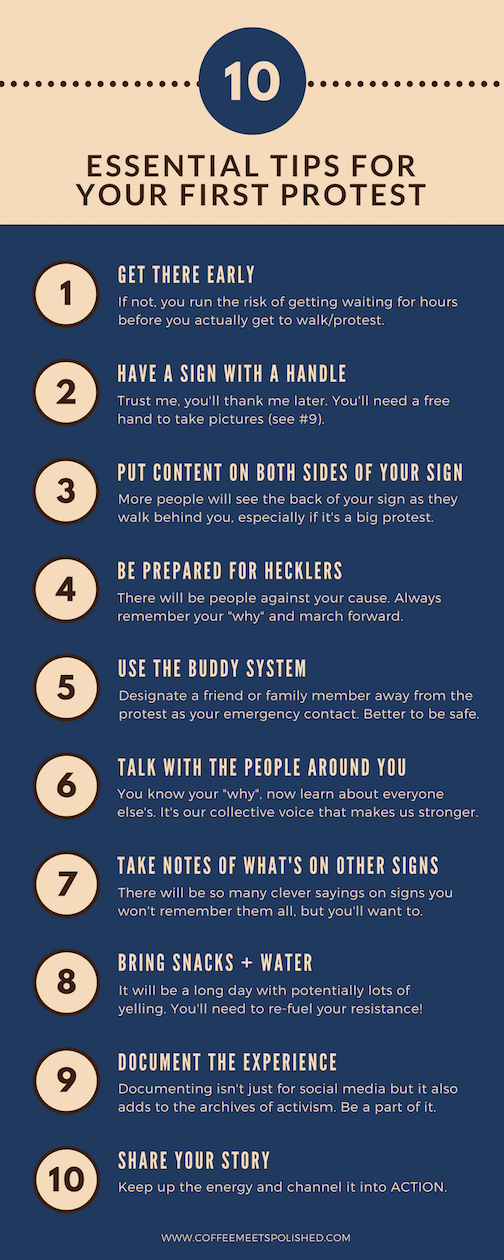 10
ESSENTIAL TIPS FOR
YOUR FIRST PROTEST
1
GET THERE EARLY
If not, you run the risk of getting waiting for hours
before you actually get to walk/protest.
2
HAVE A SIGN WITH A HANDLE
Trust me, you'll thank me later. You'll need a free
hand to take pictures (see #9).
3
PUT CONTENT ON BOTH SIDES OF YOUR SIGN
More people will see the back of your sign as they
walk behind you, especially if it's a big protest.
4
BE PREPARED FOR HECKLERS
There will be people against your cause. Always
remember your "why" and march forward.
5
USE THE BUDDY SYSTEM
Designate a friend or family member away from the
protest as your emergency contact. Better to be safe.
6
TALK WITH THE PEOPLE AROUND YOU
You know your "why", now learn about everyone
else's. It's our collective voice that makes us stronger.
7
TAKE NOTES OF WHAT'S ON OTHER SIGNS
There will be so many clever sayings on signs you
won't remember them all, but you'll want to.
8
BRING SNACKS + WATER
It will be a long day with potentially lots of
yelling. You'll need to re-fuel your resistance!
9
DOCUMENT THE EXPERIENCE
Documenting isn't just for social media but it also
adds to the archives of activism. Be a part of it.
10
SHARE YOUR STORY
Keep up the energy and channel it into ACTION.
WWW.COFFEEMEETSPOLISHED.COM